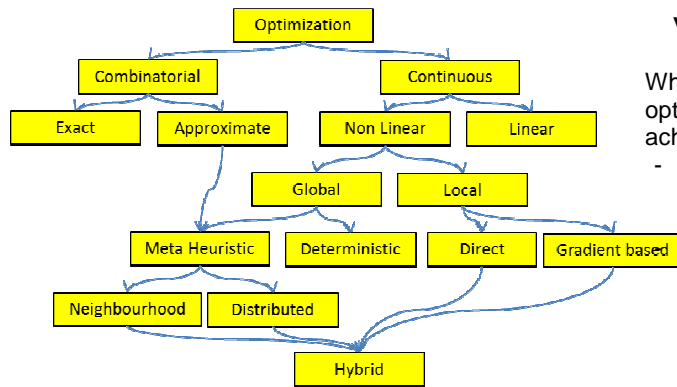 Optimization
Combinatorial
Continuous
Exact
Approximate
Non Linear
Linear
Global
Local
Meta Heuristic
Deterministic
Direct
Gradient based
Neighbourhood
Distributed
Hybrid
-